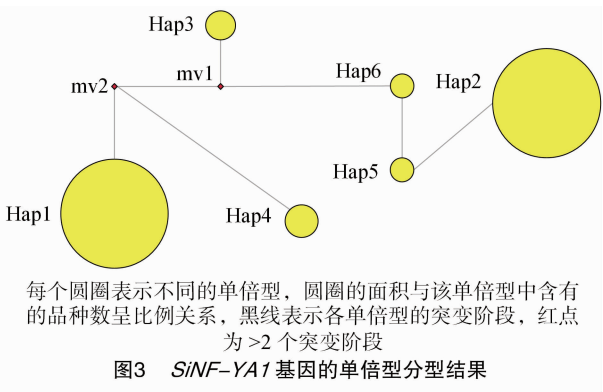 Hap3
mv1
mv2
Hap6
Hap2
Hap5
Hap1
Hap4
每个圆圈表示不同的单倍型，圆圈的面积与该单倍型中含有
的品种数呈比例关系，黑线表示各单倍型的突变阶段，红点
为 >2 个突变阶段
图3 SiNF-YA1 基因的单倍型分型结果